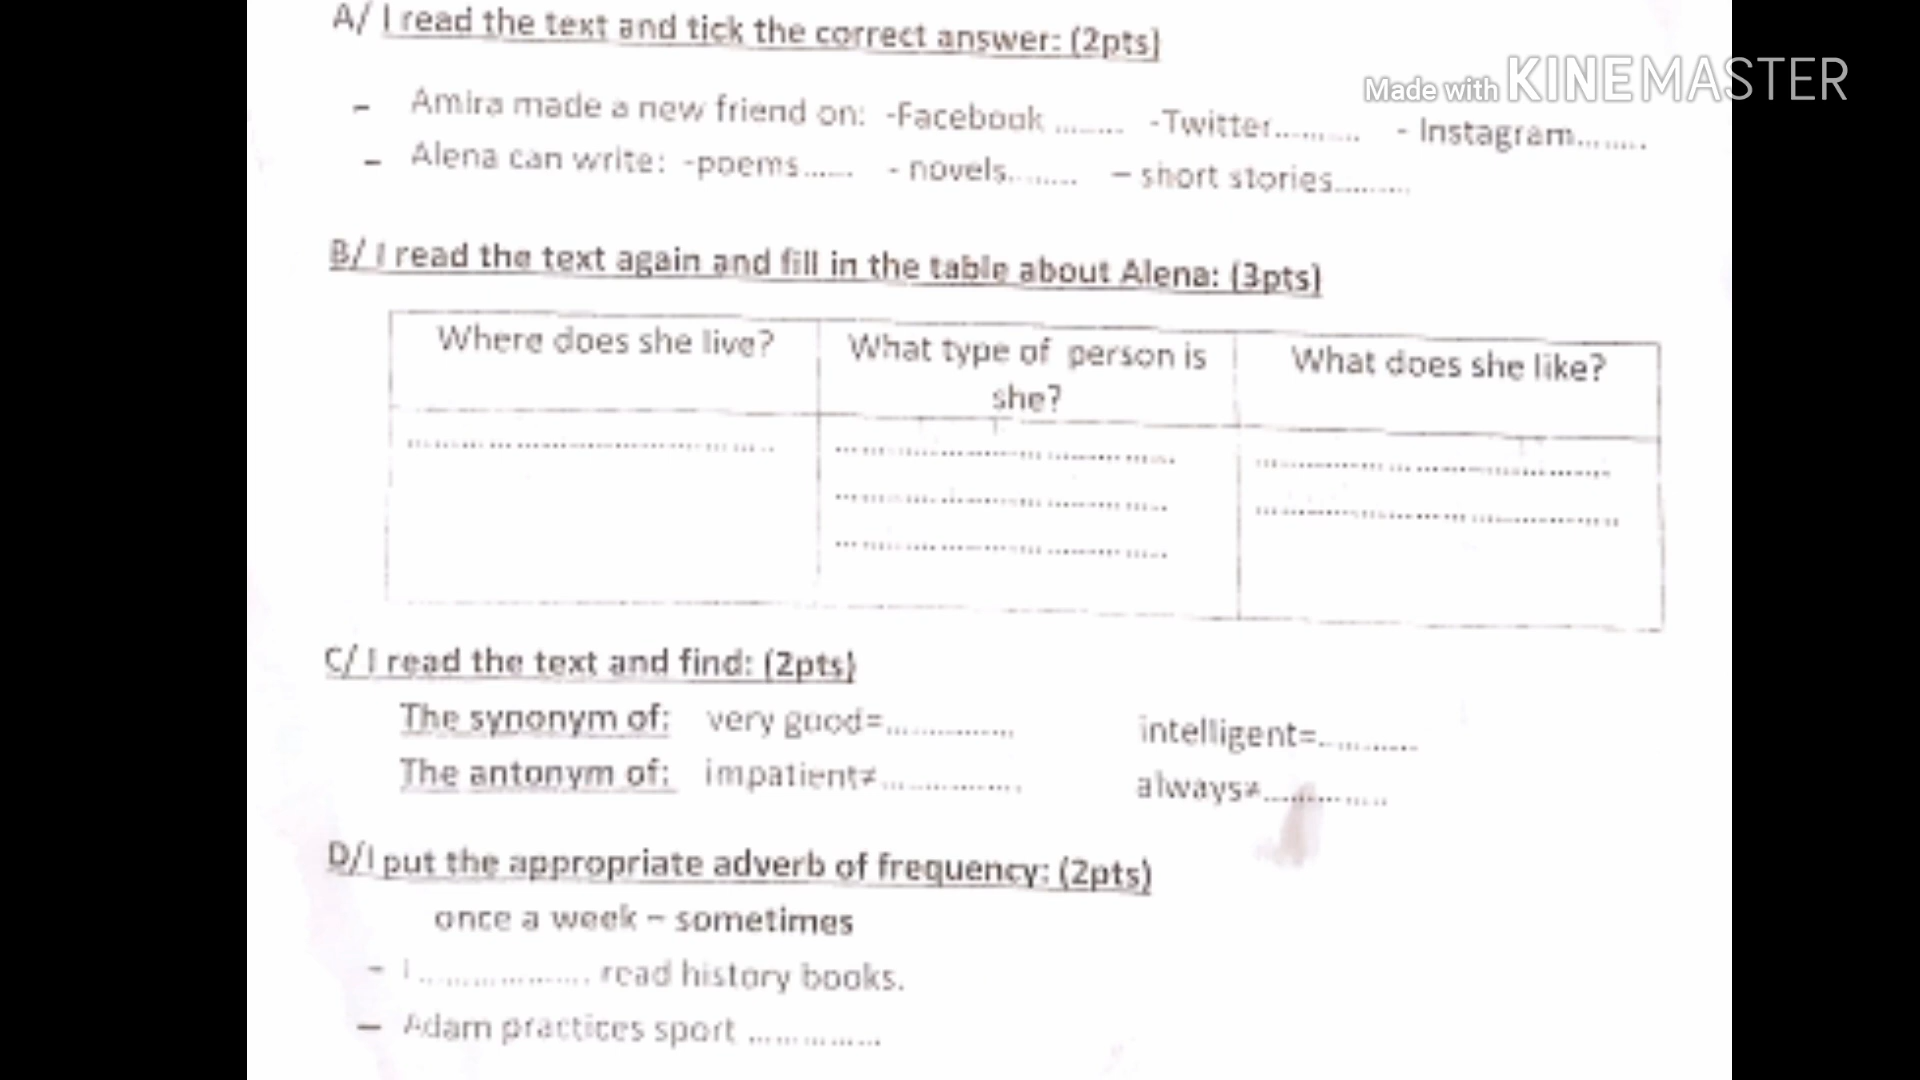 A/ I read the text and tick the correct answer: (2pts)
Made with KINEMASTER
- Amira made a new friend on: -Facebook ........ -Twitter.......... - Instagram........
- Alena can write: -poems...... - novels......... – short stories.........
B/ I read the text again and fill in the table about Alena: (3pts)
Where does she live?
What type of person is
she?
What does she like?
C/ I read the text and find: (2pts)
The synonym of: very good=............... intelligent=............
The antonym of: impatient≠................ always≠...............
D/I put the appropriate adverb of frequency: (2pts)
once a week – sometimes
- I .................... read history books.
– Adam practices sport ...............